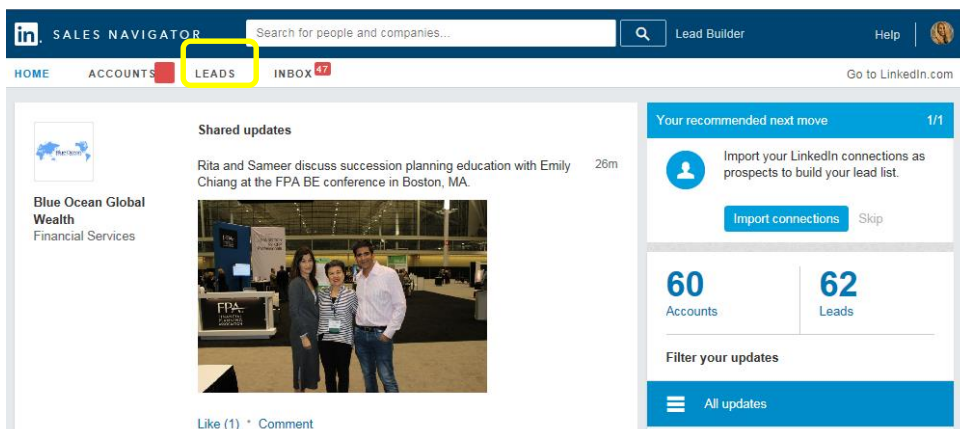 in. SALES NAVIGATOR
Search for people and companies...
Lead Builder
Help
HOME ACCOUNTS LEADS INBOX 47
Go to LinkedIn.com
Blue Ocean Global
Wealth
Financial Services
Shared updates
Rita and Sameer discuss succession planning education with Emily
Chiang at the FPA BE conference in Boston, MA.
26m
FPA
Like (1) * Comment
Your recommended next move 1/1
Import your LinkedIn connections as
prospects to build your lead list.
Import connections Skip
60
Accounts
62
Leads
Filter your updates
All updates